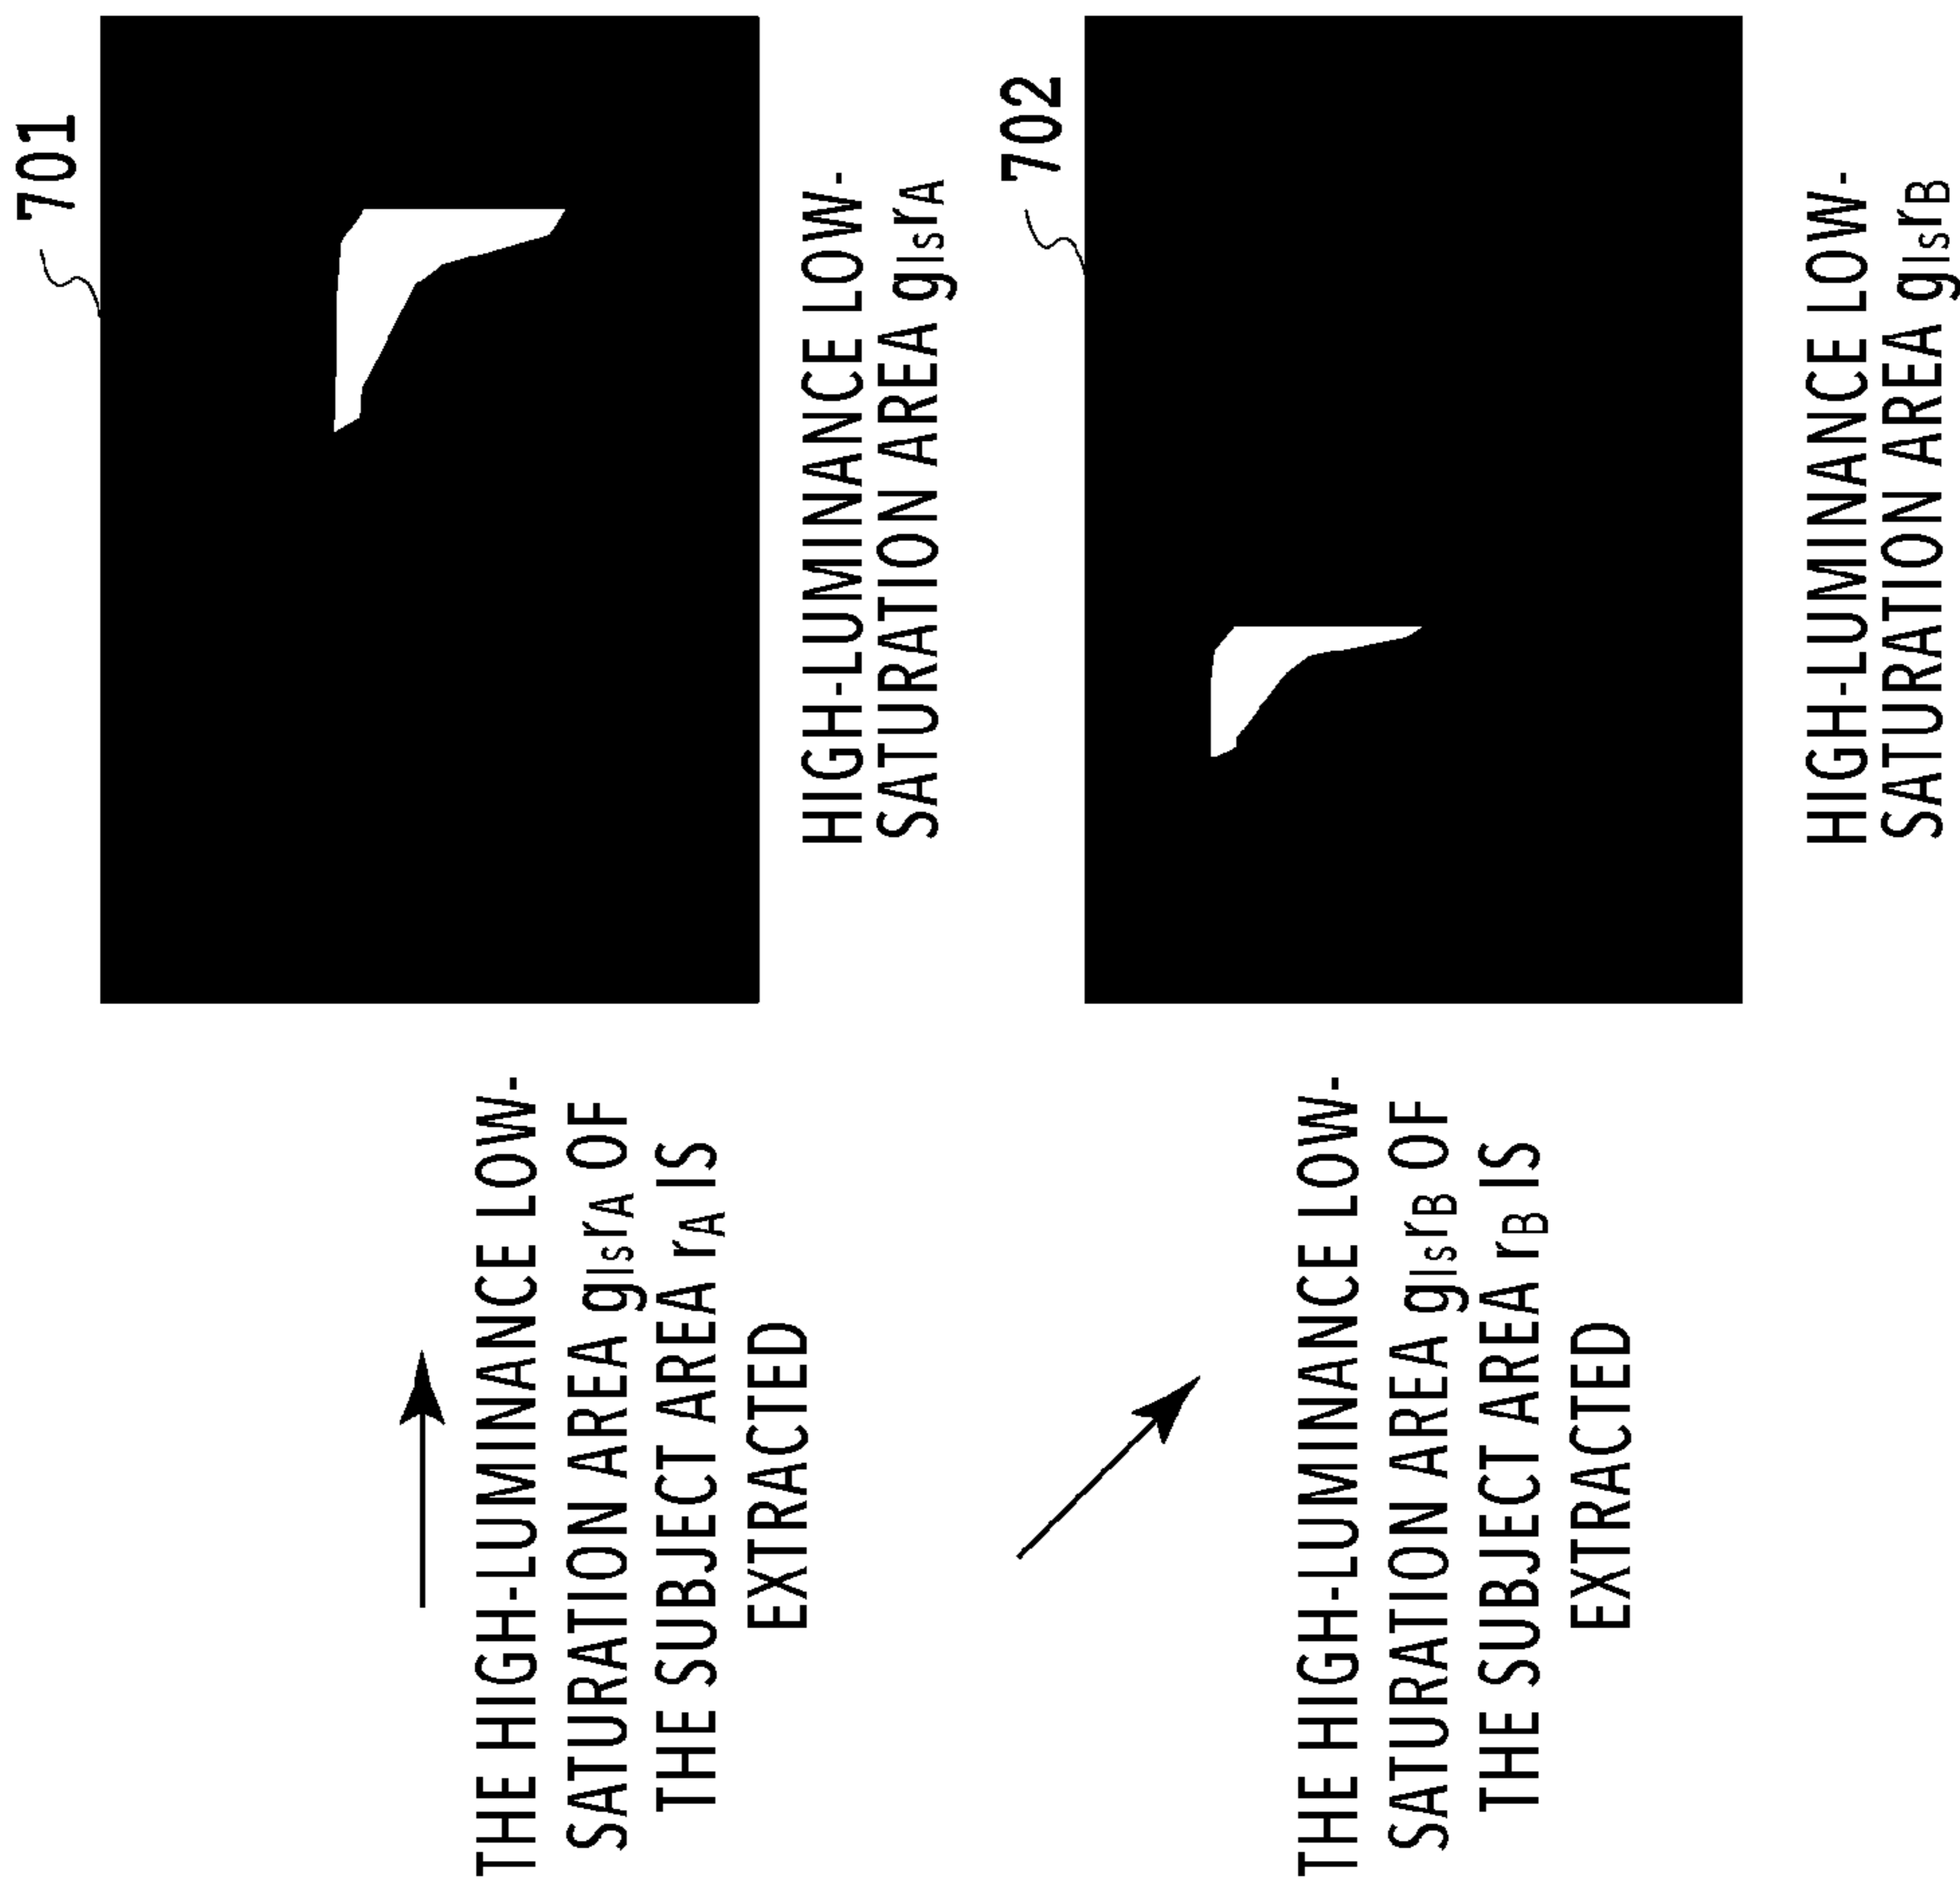 701
THE HIGH-LUMINANCE LOW-
SATURATION AREA glsrA OF
THE SUBJECT AREA rA IS
EXTRACTED
HIGH-LUMINANCE LOW-
SATURATION AREA glsrA
702
THE HIGH-LUMINANCE LOW-
SATURATION AREA glsrB OF
THE SUBJECT AREA rB IS
EXTRACTED
HIGH-LUMINANCE LOW-
SATURATION AREA glsrB